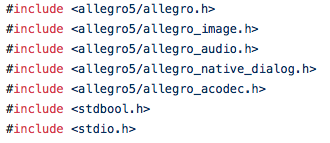 #include <allegro5/allegro.h>
#include <allegro5/allegro_image.h>
#include <allegro5/allegro_audio.h>
#include <allegro5/allegro_native_dialog.h>
#include <allegro5/allegro_acodec.h>
#include <stdbool.h>
#include <stdio.h>